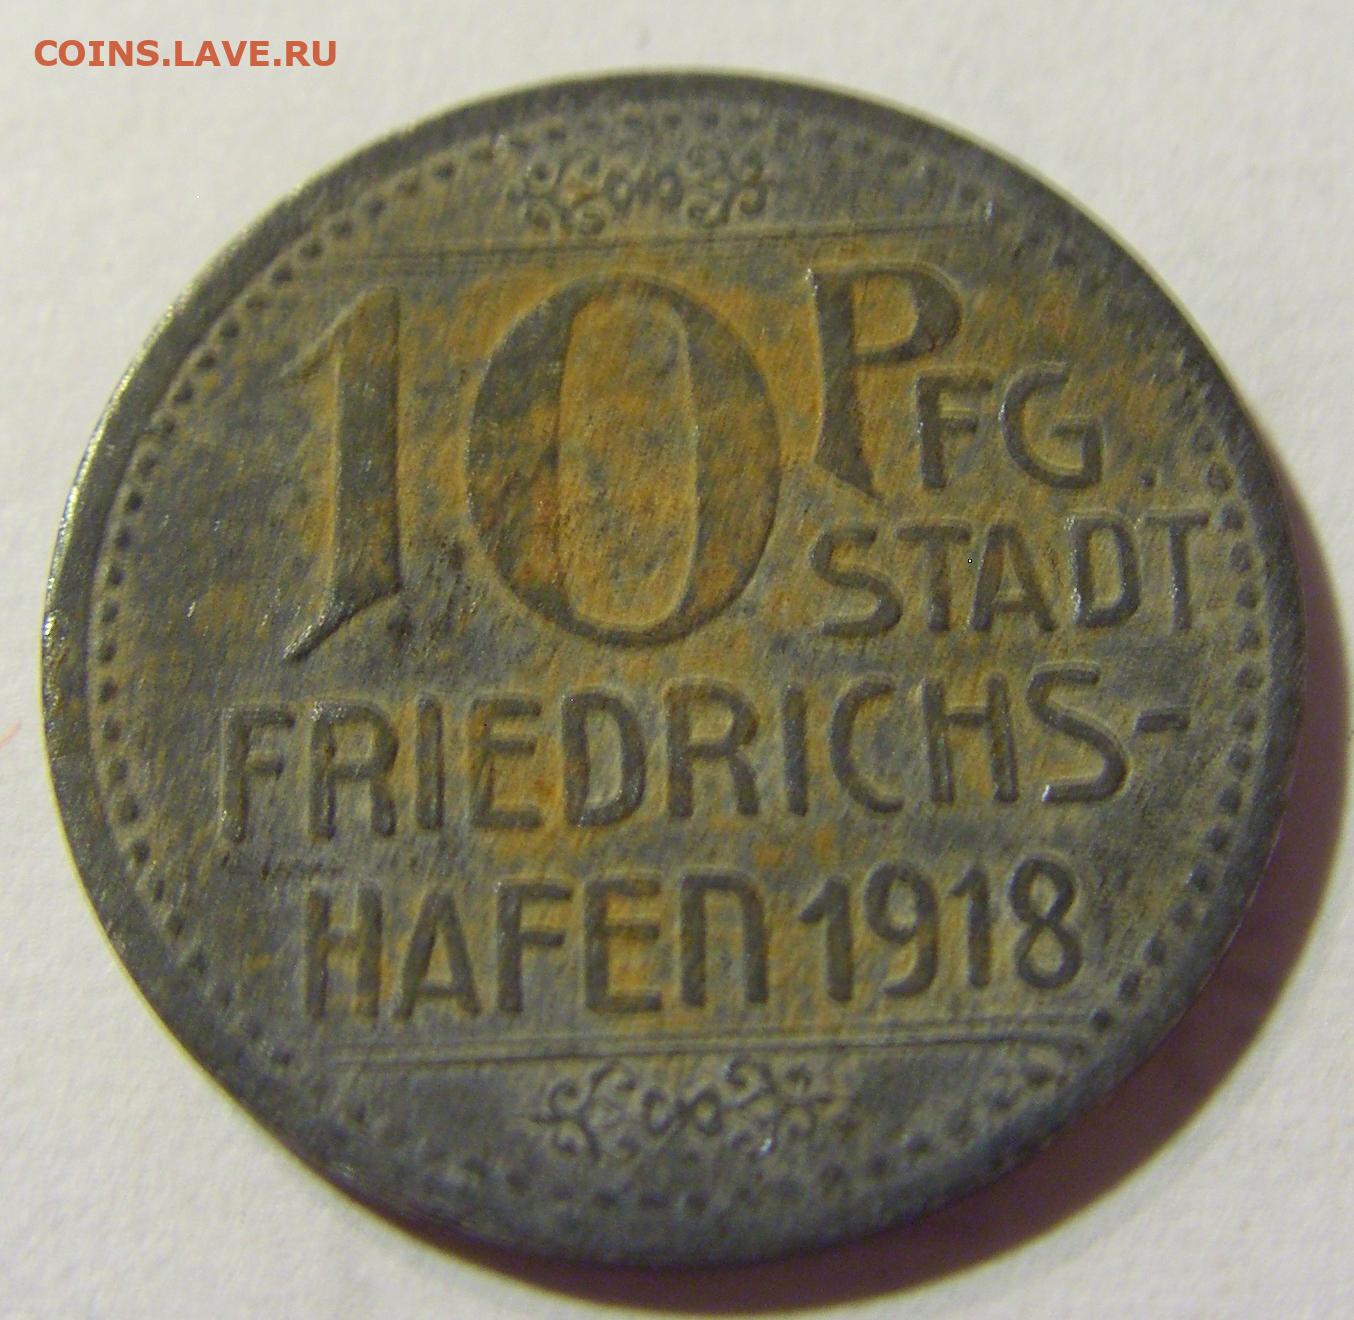 COINS.LAVE.RU
10 PFG.
STADT
FRIEDRICHS-
HAFEN 1918